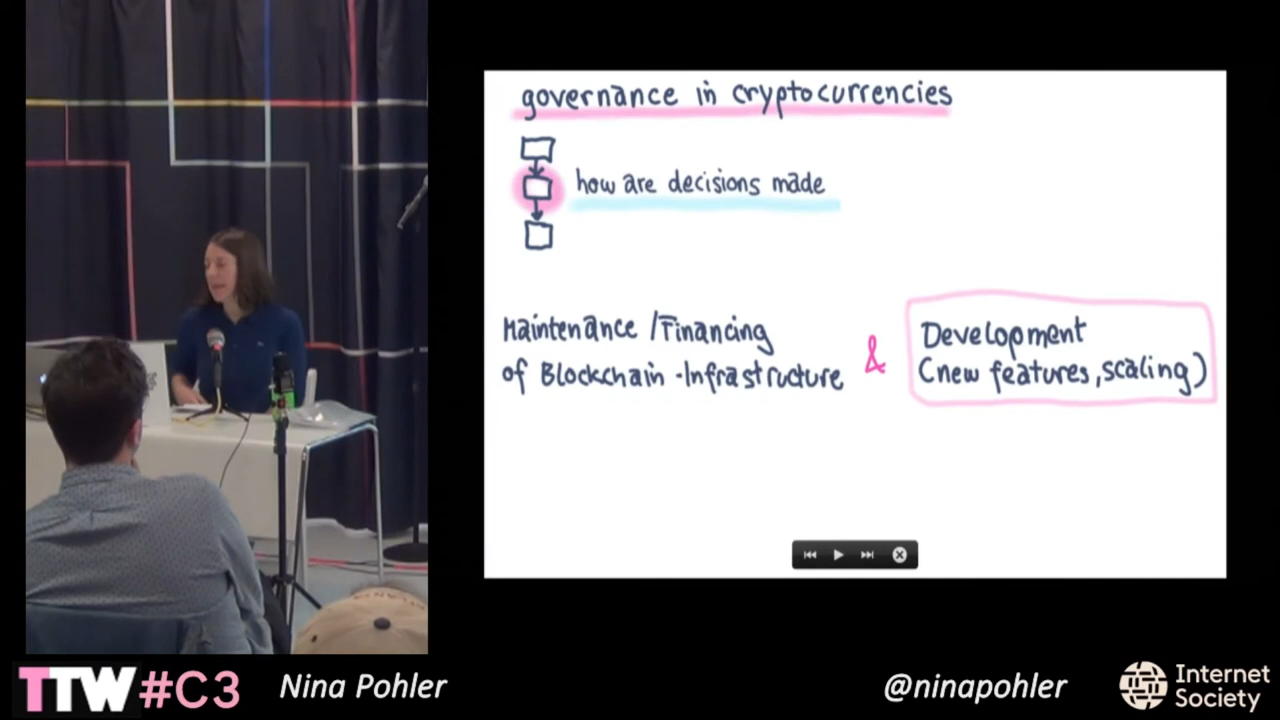 governance in cryptocurrencies
how are decisions made
Maintenance / Financing
of Blockchain-Infrastructure
&
Development
(new features, scaling)
TTW#C3
Nina Pohler
@ninapohler
Internet
Society